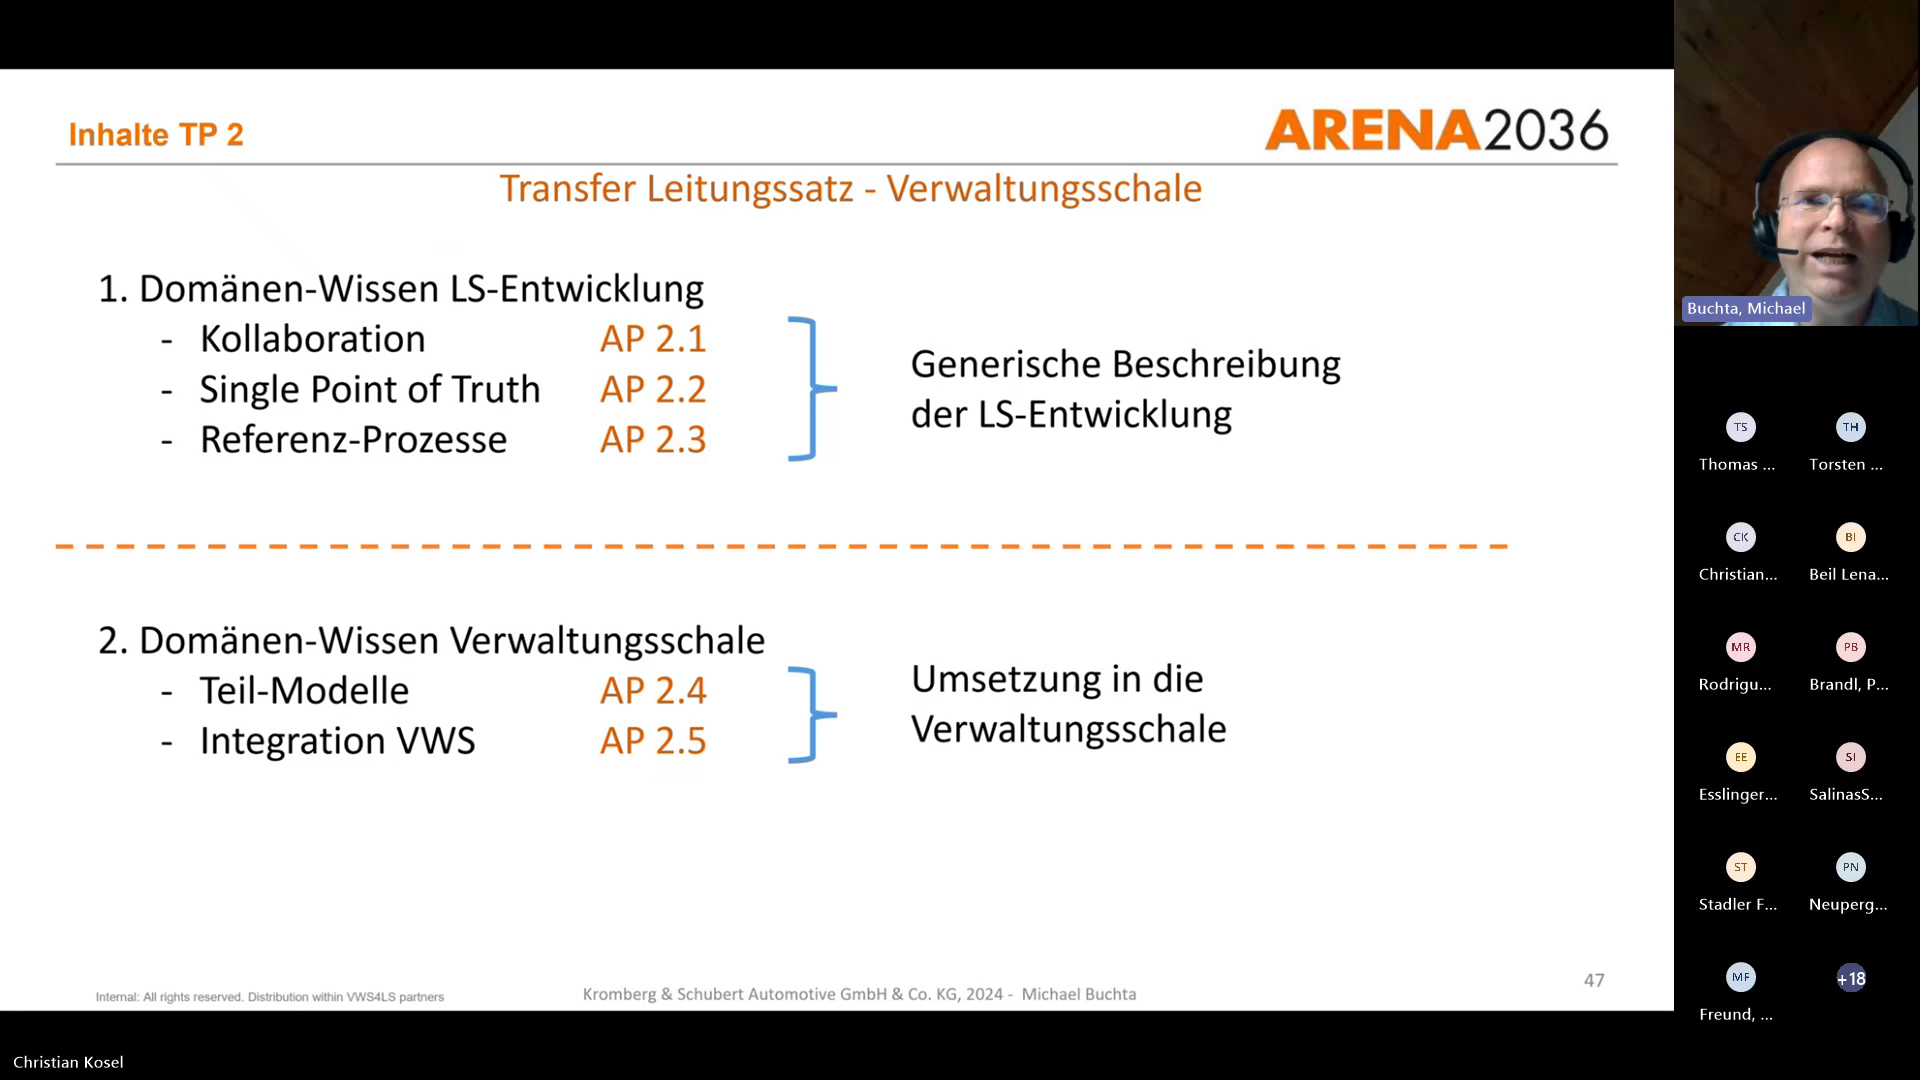 Inhalte TP 2
ARENA2036
Transfer Leitungssatz - Verwaltungsschale
1. Domänen-Wissen LS-Entwicklung
- Kollaboration AP 2.1
- Single Point of Truth AP 2.2
- Referenz-Prozesse AP 2.3
Generische Beschreibung
der LS-Entwicklung
2. Domänen-Wissen Verwaltungsschale
- Teil-Modelle AP 2.4
- Integration VWS AP 2.5
Umsetzung in die
Verwaltungsschale
Internal: All rights reserved. Distribution within VWS4LS partners
Kromberg & Schubert Automotive GmbH & Co. KG, 2024 - Michael Buchta
47
Christian Kosel
Buchta, Michael
TS TH
Thomas ... Torsten ...
CK BI
Christian... Beil Lena...
MR PB
Rodrigu... Brandl, P...
EE SI
Esslinger... SalinasS...
ST PN
Stadler F... Neuperg...
MF +18
Freund, ...